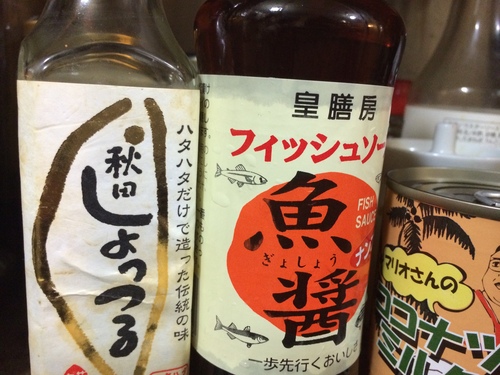 秋田
しょっつる
ハタハタだけで造った伝統の味
皇膳房
フィッシュソー
魚醤
ぎょしょう
FISH
SAUCE
ナン
一歩先行くおいし
マリオさんの
ココナッ
ミルク